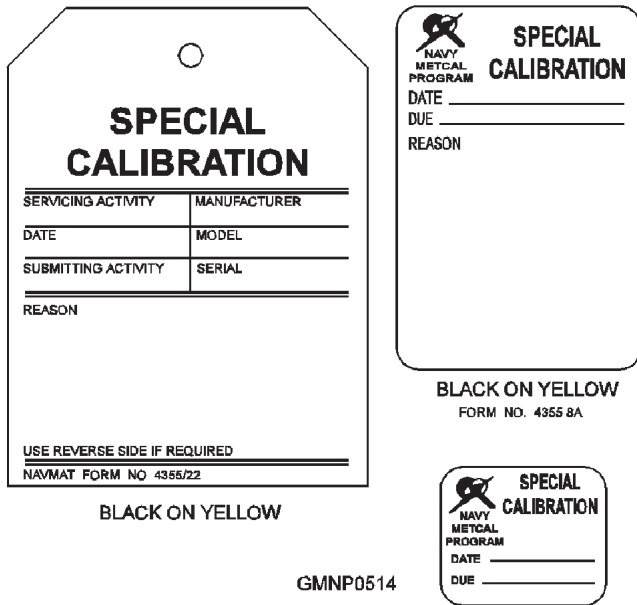 SPECIAL
CALIBRATION
SERVICING ACTIVITY MANUFACTURER
DATE MODEL
SUBMITTING ACTIVITY SERIAL
REASON
USE REVERSE SIDE IF REQUIRED
NAVMAT FORM NO 4355/22
BLACK ON YELLOW
NAVY
METCAL
PROGRAM
SPECIAL
CALIBRATION
DATE
DUE
REASON
BLACK ON YELLOW
FORM NO. 4355 8A
NAVY
METCAL
PROGRAM
SPECIAL
CALIBRATION
DATE
DUE
GMNP0514